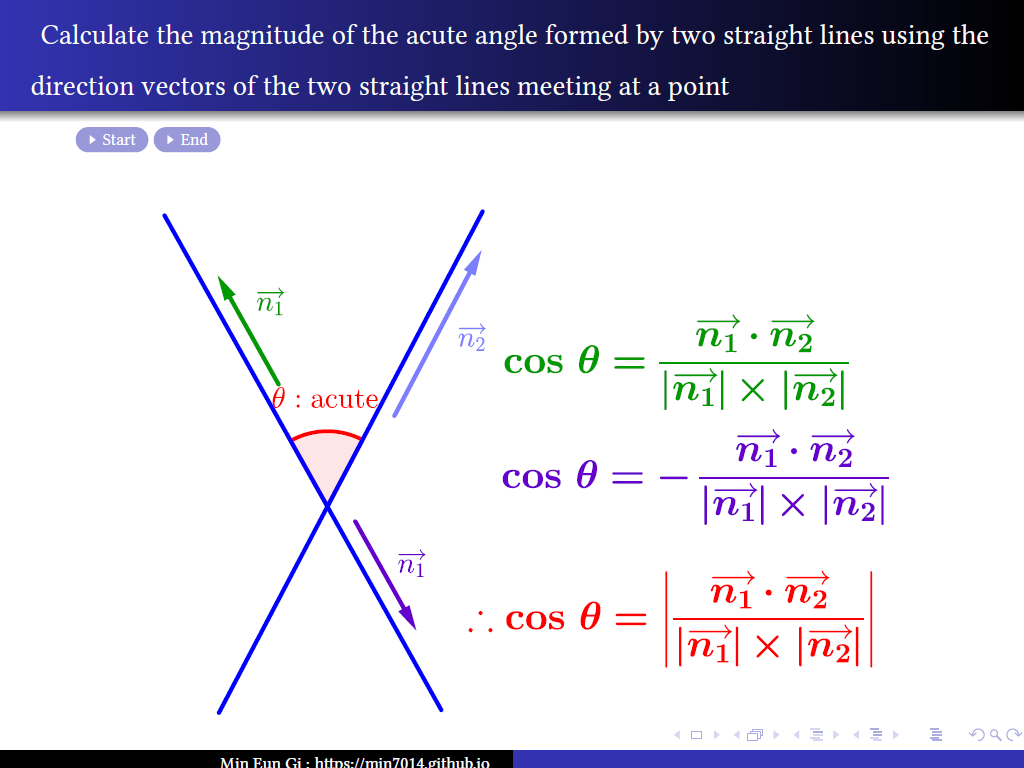 Calculate the magnitude of the acute angle formed by two straight lines using the
direction vectors of the two straight lines meeting at a point
Start End
$\overrightarrow{n_1}$
$\overrightarrow{n_2}$
θ : acute
$\cos\theta = \frac{\overrightarrow{n_1} \cdot \overrightarrow{n_2}}{|\overrightarrow{n_1}| \times |\overrightarrow{n_2}|}$
$\cos\theta = -\frac{\overrightarrow{n_1} \cdot \overrightarrow{n_2}}{|\overrightarrow{n_1}| \times |\overrightarrow{n_2}|}$
$\overrightarrow{n_1}$
$\therefore \cos\theta = \left|\frac{\overrightarrow{n_1} \cdot \overrightarrow{n_2}}{|\overrightarrow{n_1}| \times |\overrightarrow{n_2}|}\right|$
Min Eun Gi : https://min7014.github.io